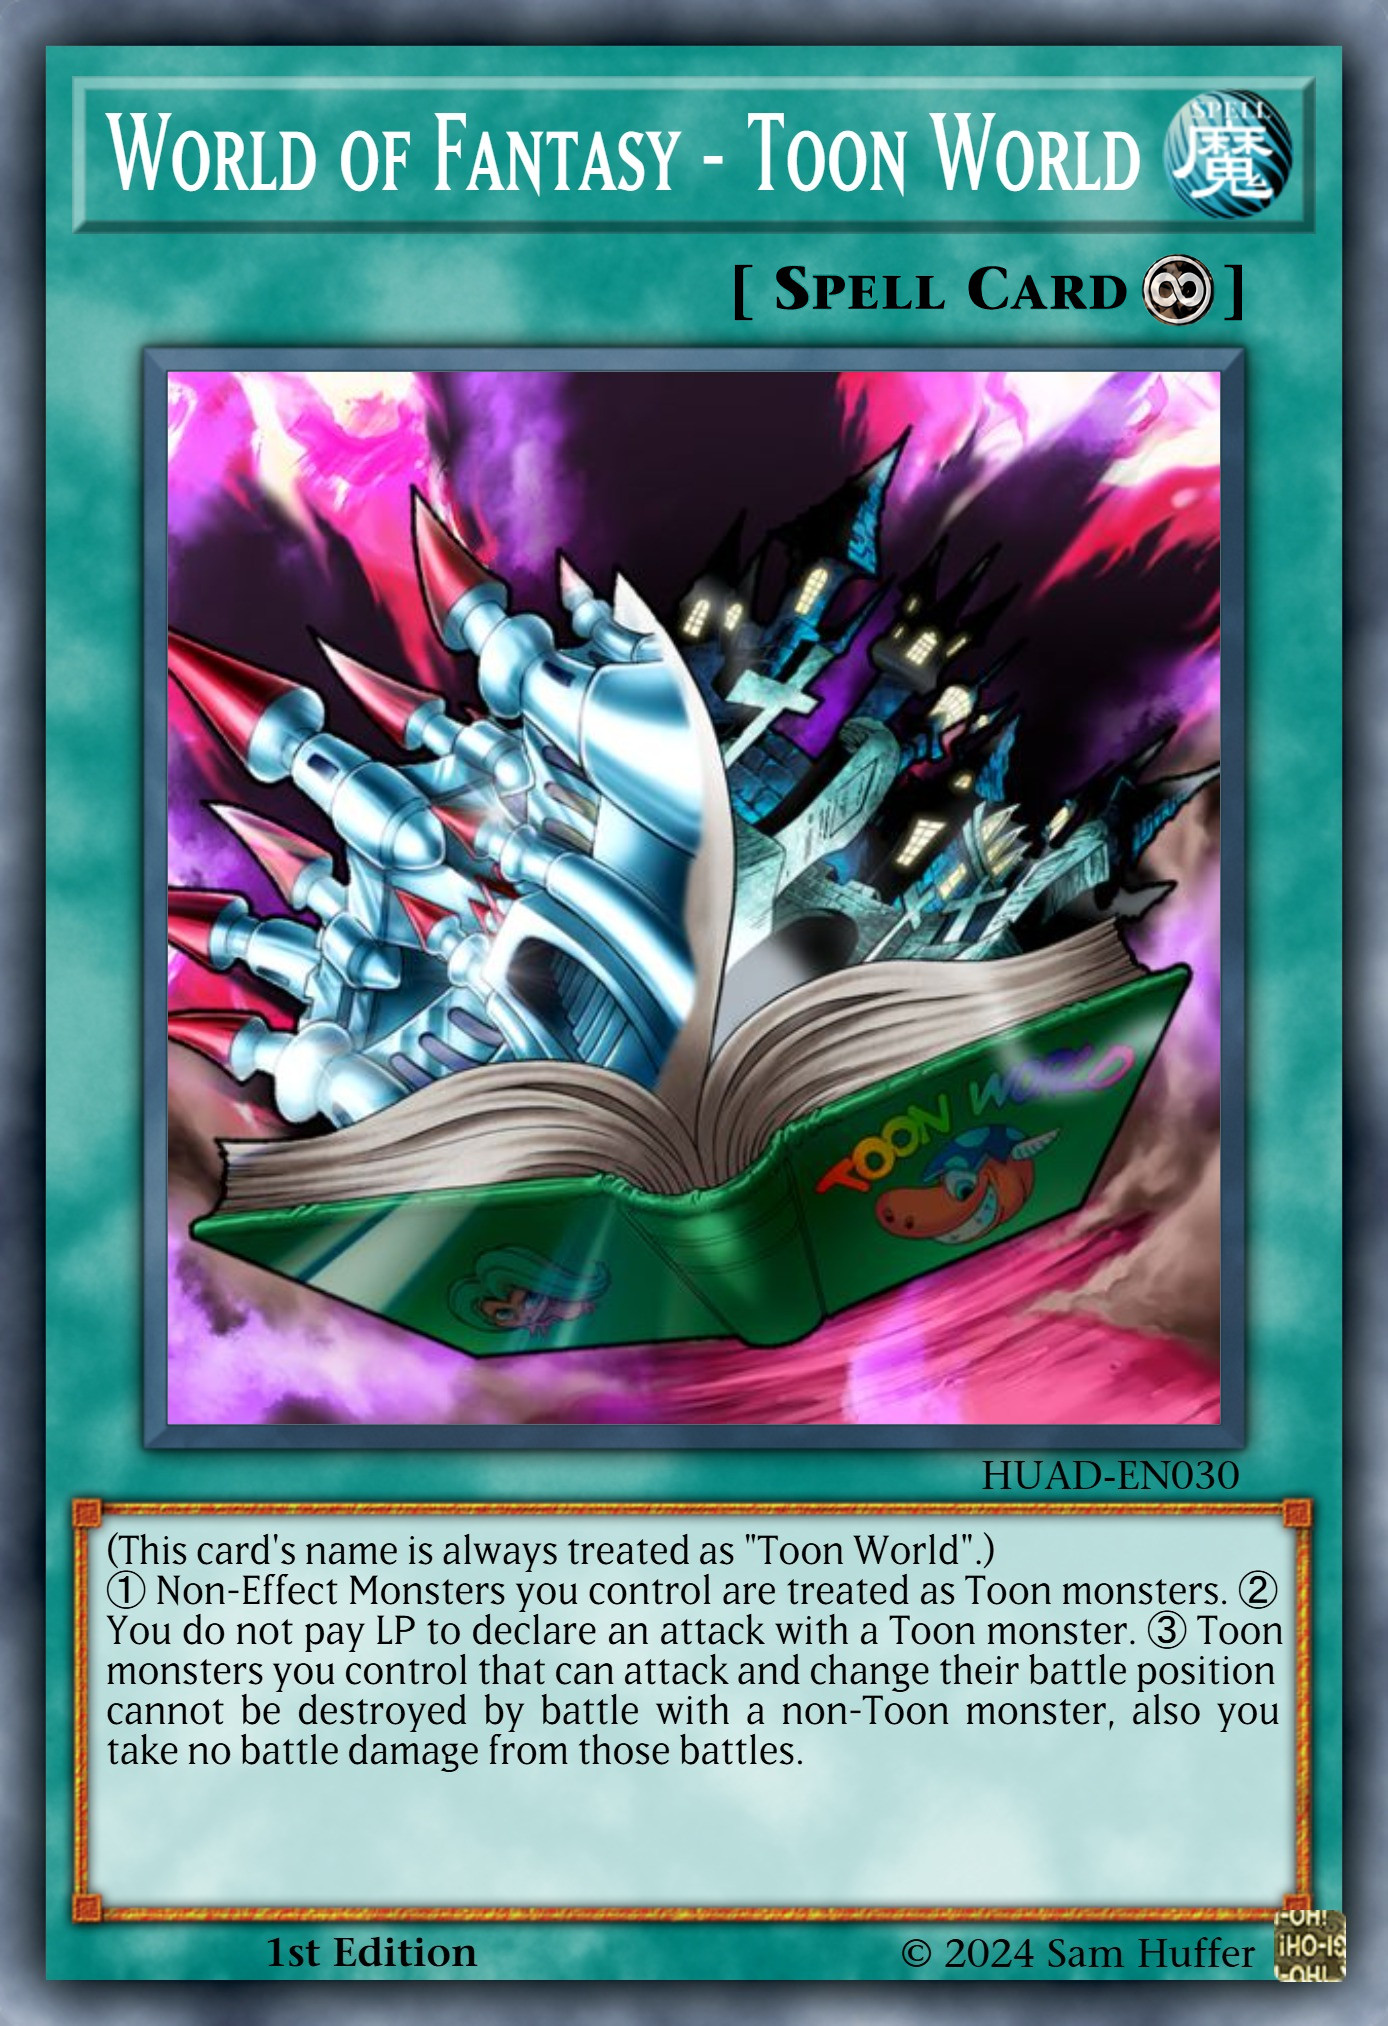 World of Fantasy - Toon World
SPELL
魔
[ Spell Card ]
TOON WORLD
HUAD-EN030
(This card's name is always treated as "Toon World".)
① Non-Effect Monsters you control are treated as Toon monsters. ②
You do not pay LP to declare an attack with a Toon monster. ③ Toon
monsters you control that can attack and change their battle position
cannot be destroyed by battle with a non-Toon monster, also you
take no battle damage from those battles.
1st Edition
© 2024 Sam Huffer
-OH!
iHO-IS
-OH!